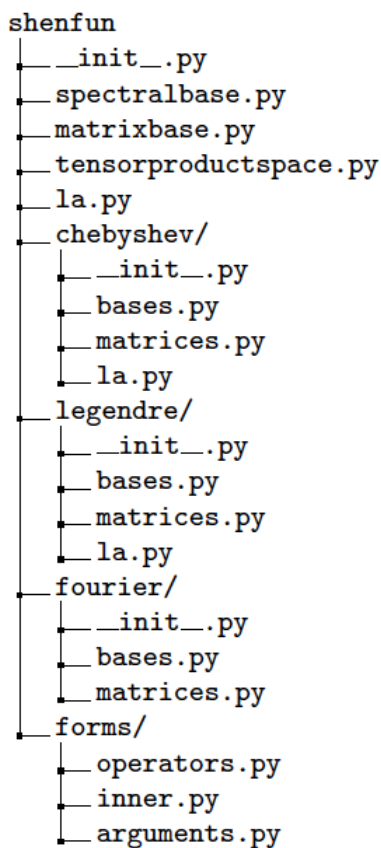 shenfun
__init__.py
spectralbase.py
matrixbase.py
tensorproductspace.py
la.py
chebyshev/
__init__.py
bases.py
matrices.py
la.py
legendre/
__init__.py
bases.py
matrices.py
la.py
fourier/
__init__.py
bases.py
matrices.py
forms/
operators.py
inner.py
arguments.py